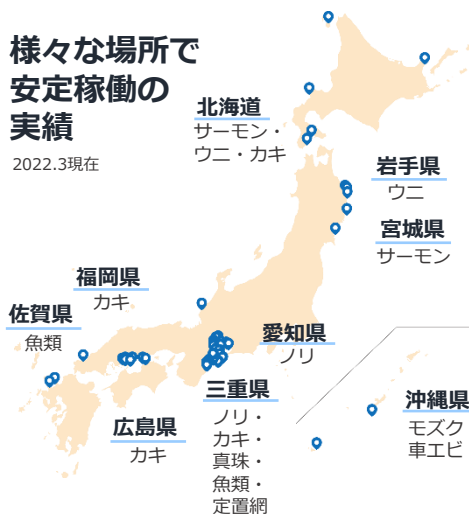 様々な場所で
安定稼働の
実績
2022.3現在
北海道
サーモン・
ウニ・カキ
岩手県
ウニ
宮城県
サーモン
福岡県
カキ
佐賀県
魚類
愛知県
ノリ
三重県
ノリ・
カキ・
真珠・
魚類・
定置網
広島県
カキ
沖縄県
モズク
車エビ